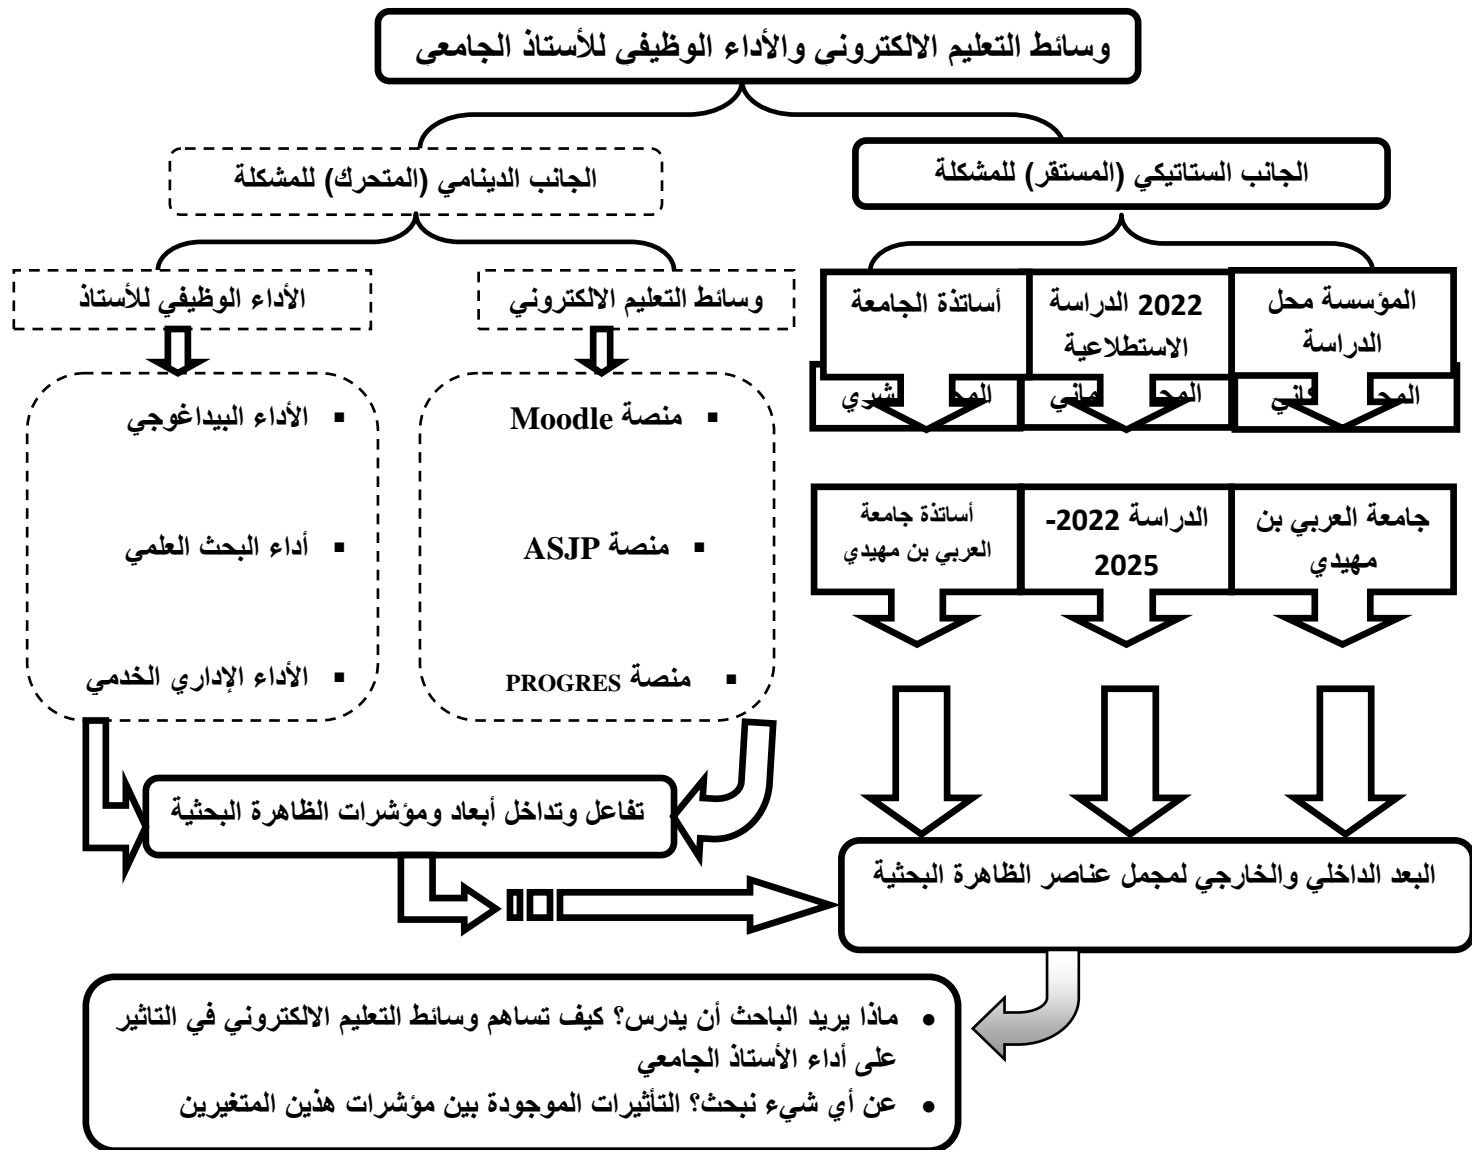 وسائط التعليم الالكتروني والأداء الوظيفي للأستاذ الجامعي
الجانب الستاتيكي (المستقر) للمشكلة
الجانب الدينامي (المتحرك) للمشكلة
المؤسسة محل
الدراسة
2022 الدراسة
الاستطلاعية
أساتذة الجامعة
وسائط التعليم الالكتروني
الأداء الوظيفي للأستاذ
جامعة العربي بن
مهيدي
الدراسة 2022-
2025
أساتذة جامعة
العربي بن مهيدي
▪ منصة Moodle
▪ منصة ASJP
▪ منصة PROGRES
▪ الأداء البيداغوجي
▪ أداء البحث العلمي
▪ الأداء الإداري الخدمي
تفاعل وتداخل أبعاد ومؤشرات الظاهرة البحثية
البعد الداخلي والخارجي لمجمل عناصر الظاهرة البحثية
• ماذا يريد الباحث أن يدرس؟ كيف تساهم وسائط التعليم الالكتروني في التاثير
على أداء الأستاذ الجامعي
• عن أي شيء نبحث؟ التأثيرات الموجودة بين مؤشرات هذين المتغيرين